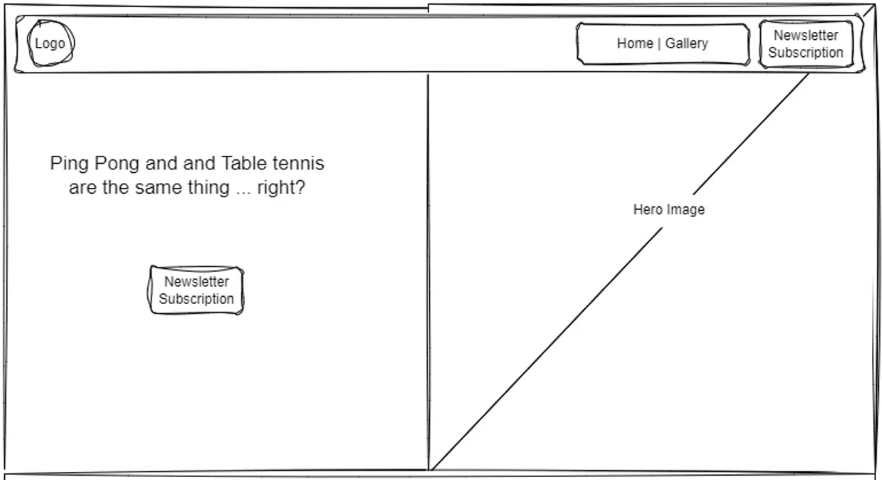 Logo
Home | Gallery
Newsletter
Subscription
Ping Pong and and Table tennis
are the same thing ... right?
Newsletter
Subscription
Hero Image